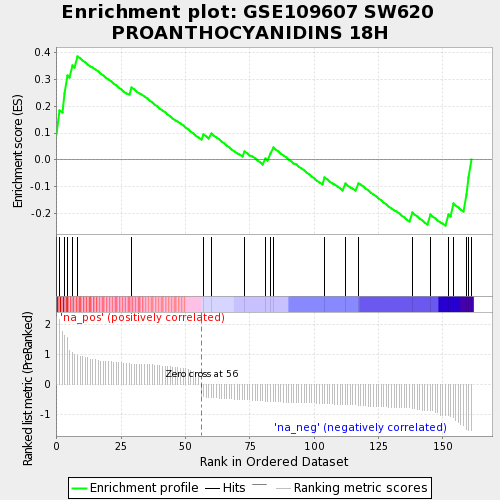 Enrichment plot: GSE109607 SW620
PROANTHOCYANIDINS 18H
Enrichment score (ES)
0.4
0.3
0.2
0.1
0.0
-0.1
-0.2
Ranked list metric (PreRanked)
2
1
0
-1
'na_pos' (positively correlated)
Zero cross at 56
'na_neg' (negatively correlated)
0 25 50 75 100 125 150
Rank in Ordered Dataset
Enrichment profile Hits Ranking metric scores